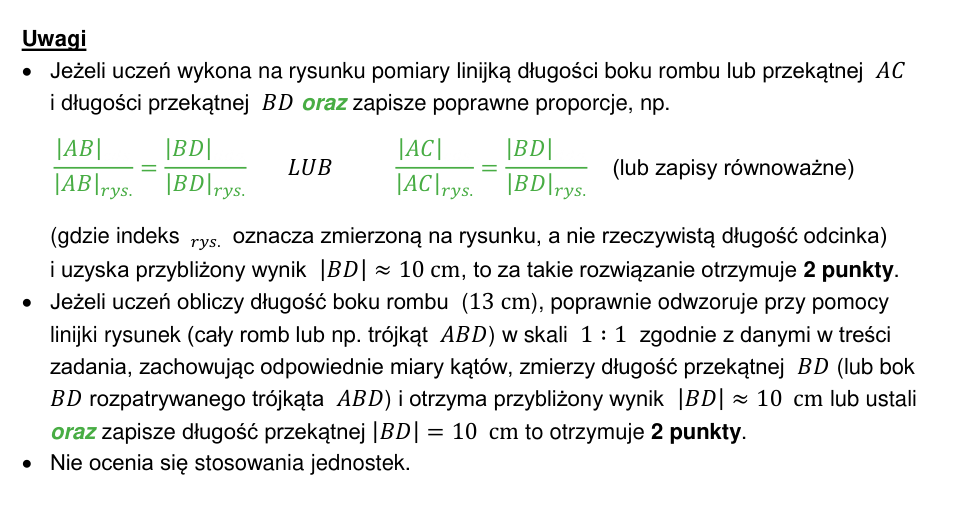 Uwagi
• Jeżeli uczeń wykona na rysunku pomiary linijką długości boku rombu lub przekątnej AC
i długości przekątnej BD oraz zapisze poprawne proporcje, np.
|AB| / |AB|rys. = |BD| / |BD|rys. LUB |AC| / |AC|rys. = |BD| / |BD|rys. (lub zapisy równoważne)
(gdzie indeks rys. oznacza zmierzoną na rysunku, a nie rzeczywistą długość odcinka)
i uzyska przybliżony wynik |BD| ≈ 10 cm, to za takie rozwiązanie otrzymuje 2 punkty.
• Jeżeli uczeń obliczy długość boku rombu (13 cm), poprawnie odwzoruje przy pomocy
linijki rysunek (cały romb lub np. trójkąt ABD) w skali 1 : 1 zgodnie z danymi w treści
zadania, zachowując odpowiednie miary kątów, zmierzy długość przekątnej BD (lub bok
BD rozpatrywanego trójkąta ABD) i otrzyma przybliżony wynik |BD| ≈ 10 cm lub ustali
oraz zapisze długość przekątnej |BD| = 10 cm to otrzymuje 2 punkty.
• Nie ocenia się stosowania jednostek.